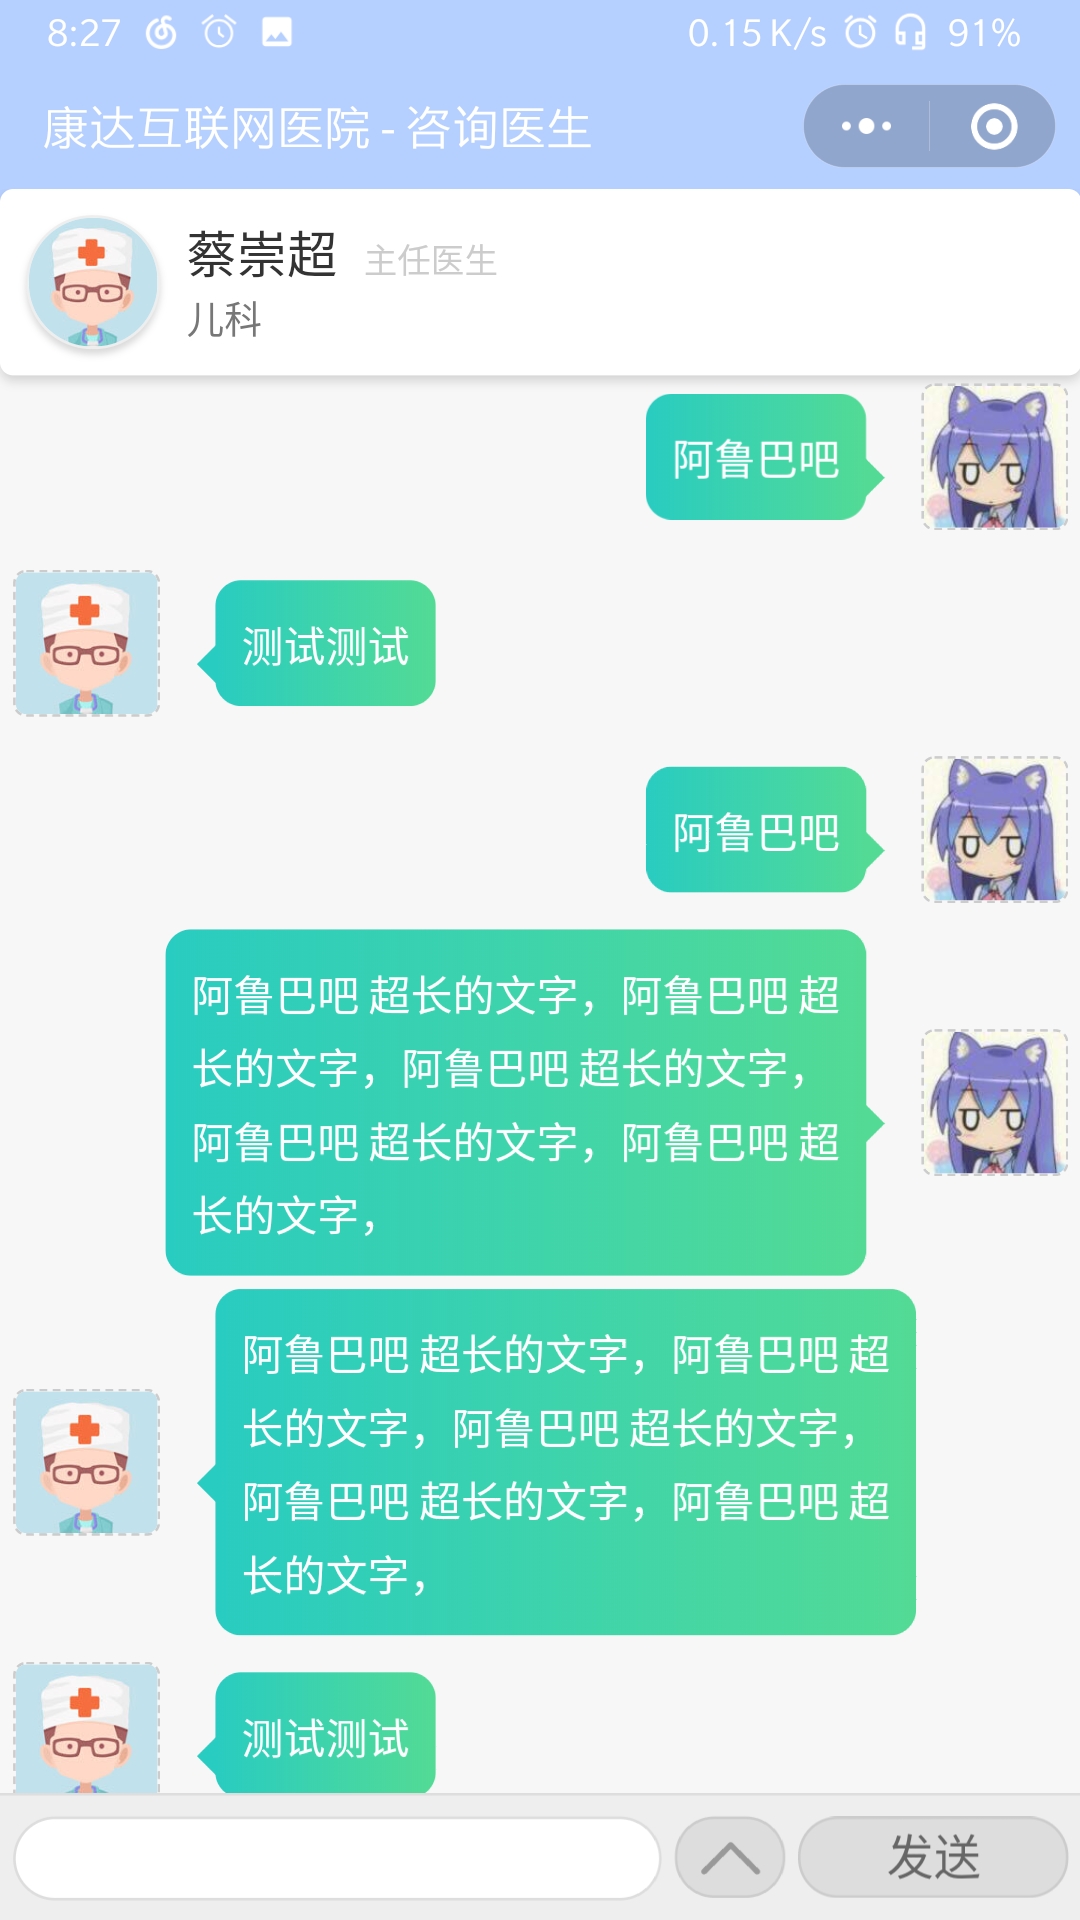 8:27 0.15 K/s 91%
康达互联网医院 - 咨询医生
蔡崇超 主任医生
儿科
阿鲁巴吧
测试测试
阿鲁巴吧
阿鲁巴吧 超长的文字，阿鲁巴吧 超
长的文字，阿鲁巴吧 超长的文字，
阿鲁巴吧 超长的文字，阿鲁巴吧 超
长的文字，
阿鲁巴吧 超长的文字，阿鲁巴吧 超
长的文字，阿鲁巴吧 超长的文字，
阿鲁巴吧 超长的文字，阿鲁巴吧 超
长的文字，
测试测试
发送